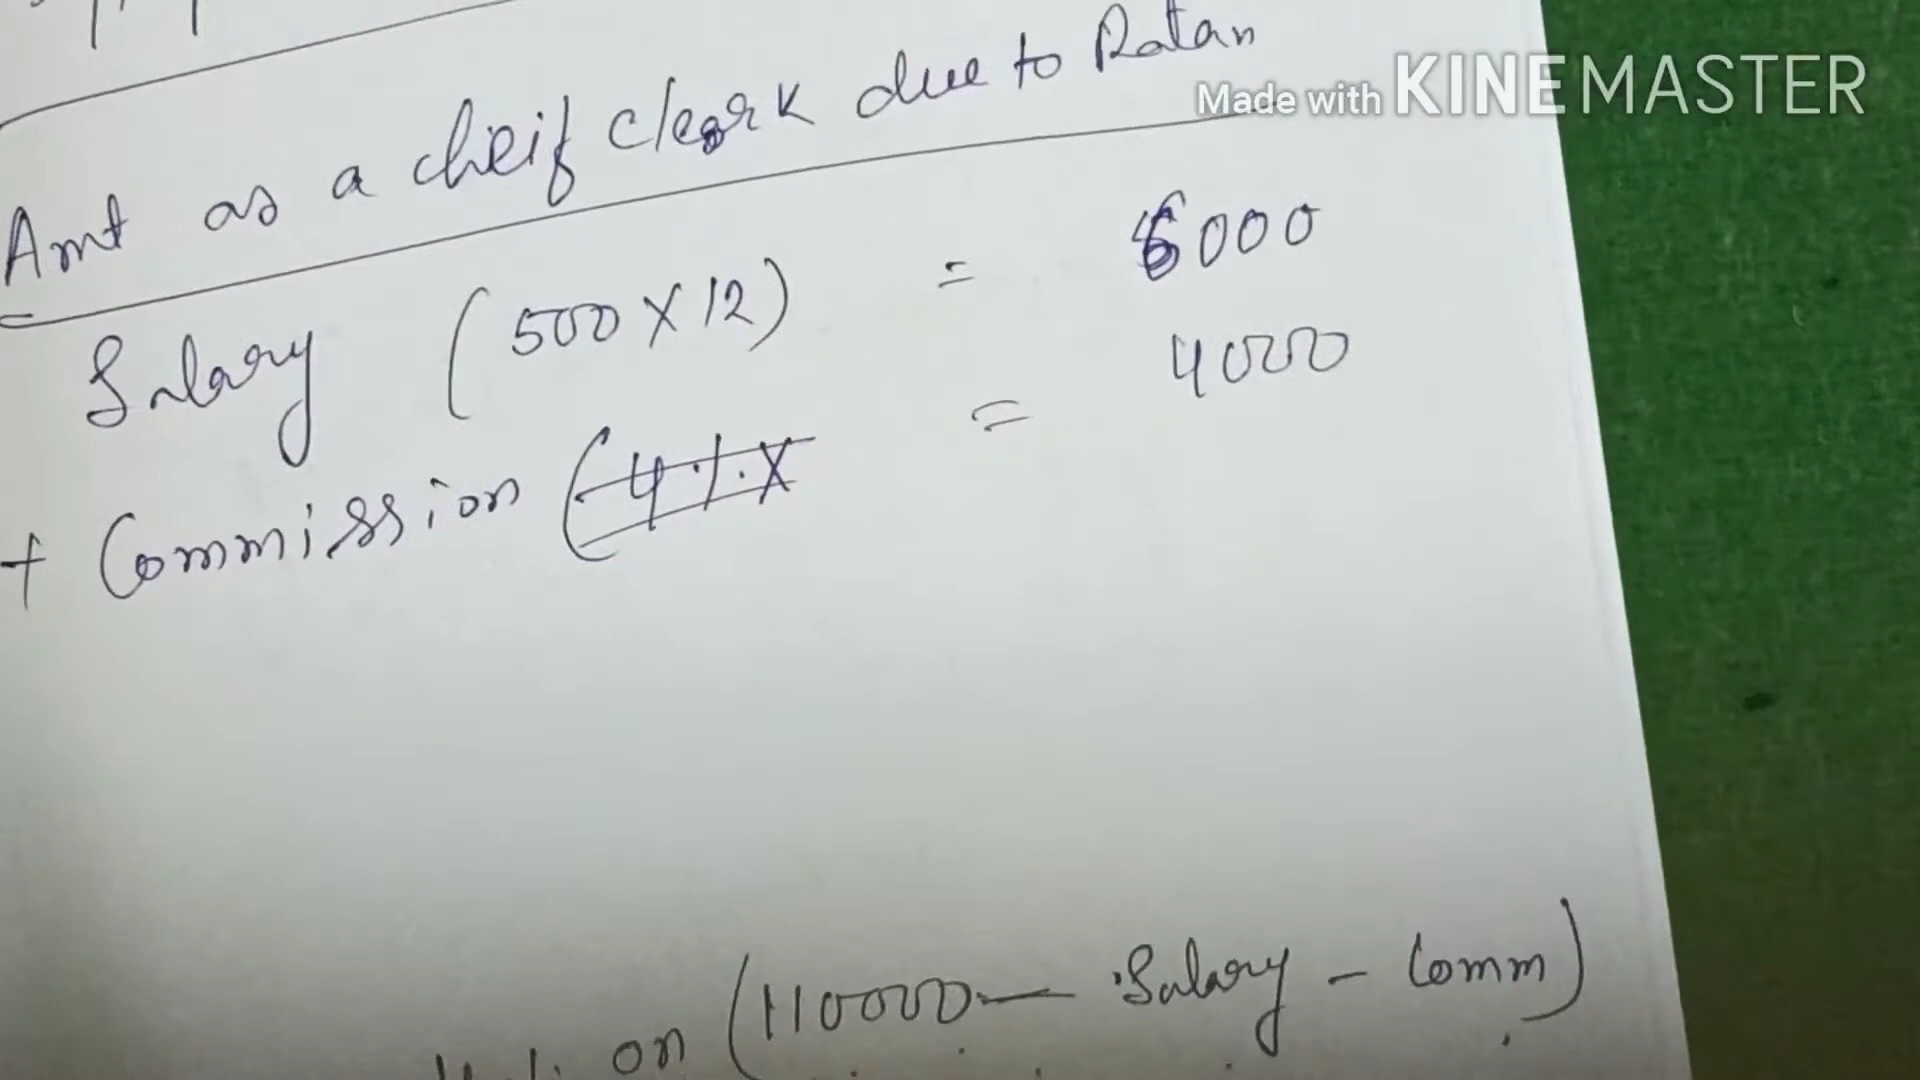 Amt as a cheif clerk due to Ratan
Made with KINEMASTER
Salary (500 X 12) = 6000
+ Commission (4% X = 4000
on (110000 — Salary - Comm)